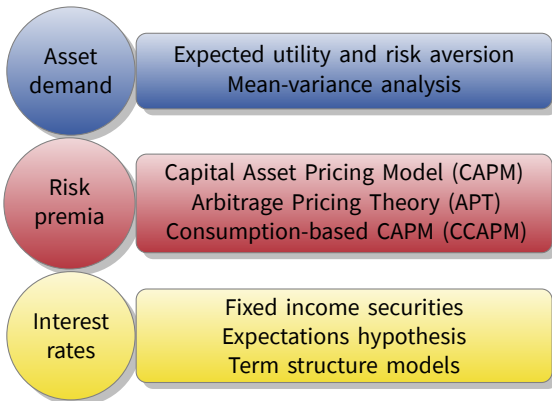 Asset
demand
Expected utility and risk aversion
Mean-variance analysis
Risk
premia
Capital Asset Pricing Model (CAPM)
Arbitrage Pricing Theory (APT)
Consumption-based CAPM (CCAPM)
Interest
rates
Fixed income securities
Expectations hypothesis
Term structure models